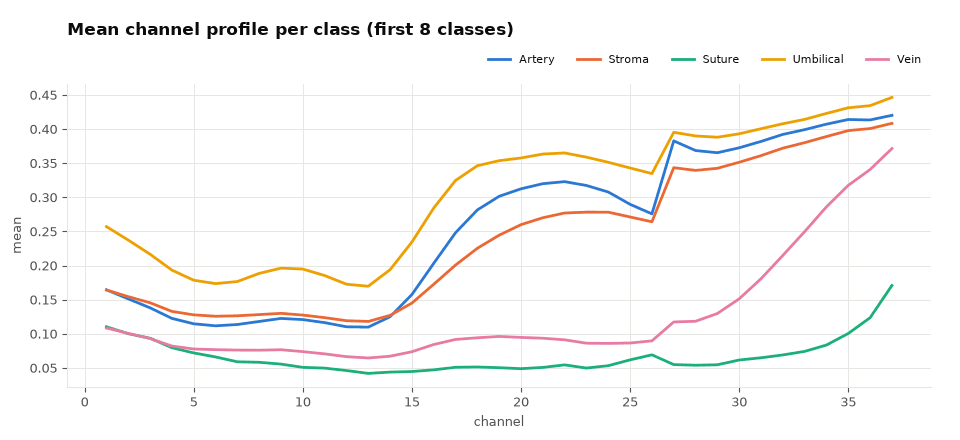 Mean channel profile per class (first 8 classes)
Artery Stroma Suture Umbilical Vein
0.45
0.40
0.35
0.30
0.25
0.20
0.15
0.10
0.05
mean
0 5 10 15 20 25 30 35
channel